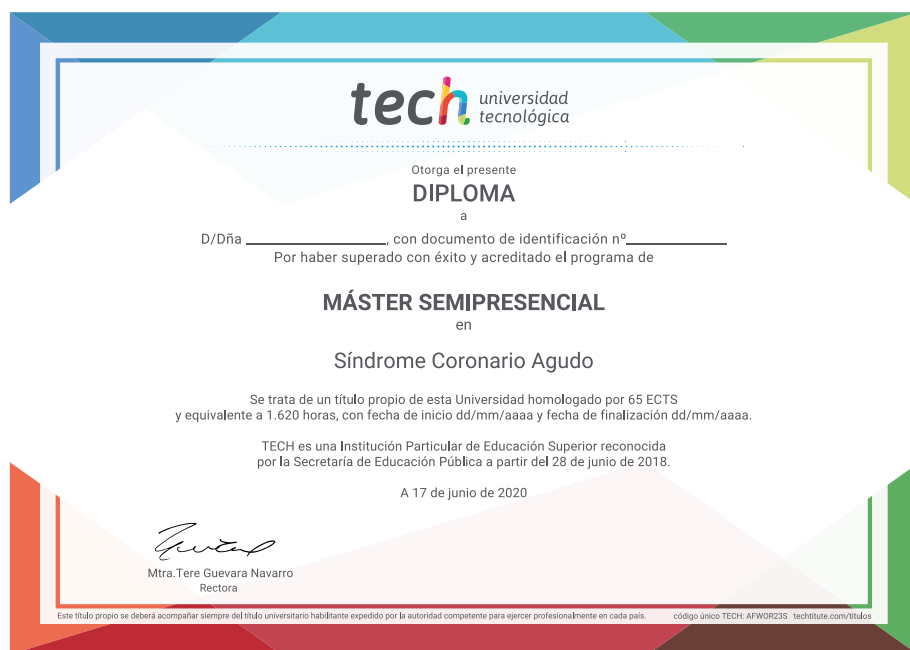 tech universidad
tecnológica
Otorga el presente
DIPLOMA
a
D/Dña ________________, con documento de identificación nº____________
Por haber superado con éxito y acreditado el programa de
MÁSTER SEMIPRESENCIAL
en
Síndrome Coronario Agudo
Se trata de un título propio de esta Universidad homologado por 65 ECTS
y equivalente a 1.620 horas, con fecha de inicio dd/mm/aaaa y fecha de finalización dd/mm/aaaa.
TECH es una Institución Particular de Educación Superior reconocida
por la Secretaría de Educación Pública a partir del 28 de junio de 2018.
A 17 de junio de 2020
Mtra.Tere Guevara Navarro
Rectora
Este título propio se deberá acompañar siempre del título universitario habilitante expedido por la autoridad competente para ejercer profesionalmente en cada país. código único TECH: AFWOR23S techtitute.com/titulos